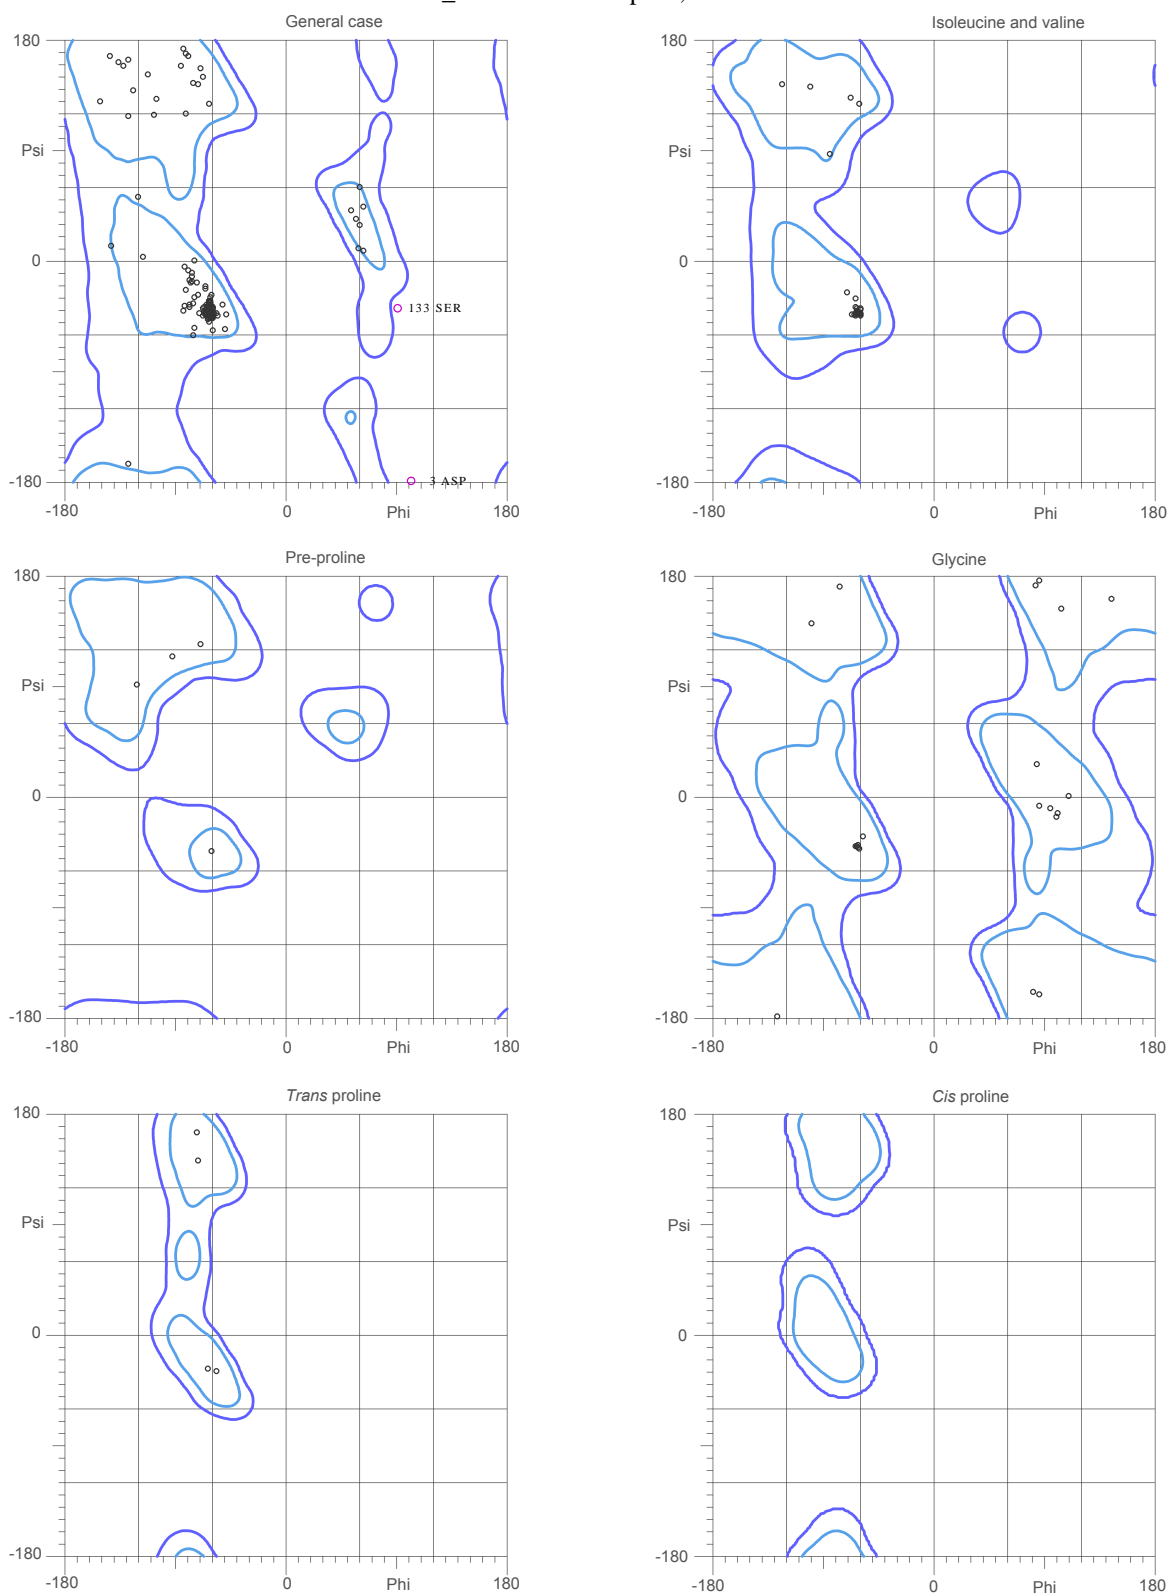 General case
Isoleucine and valine
180
Psi
0
-180
-180
0
Phi
180
133 SER
3 ASP
180
Psi
0
-180
-180
0
Phi
180
Pre-proline
Glycine
180
Psi
0
-180
-180
0
Phi
180
180
Psi
0
-180
-180
0
Phi
180
Trans proline
Cis proline
180
Psi
0
-180
-180
0
Phi
180
180
Psi
0
-180
-180
0
Phi
180